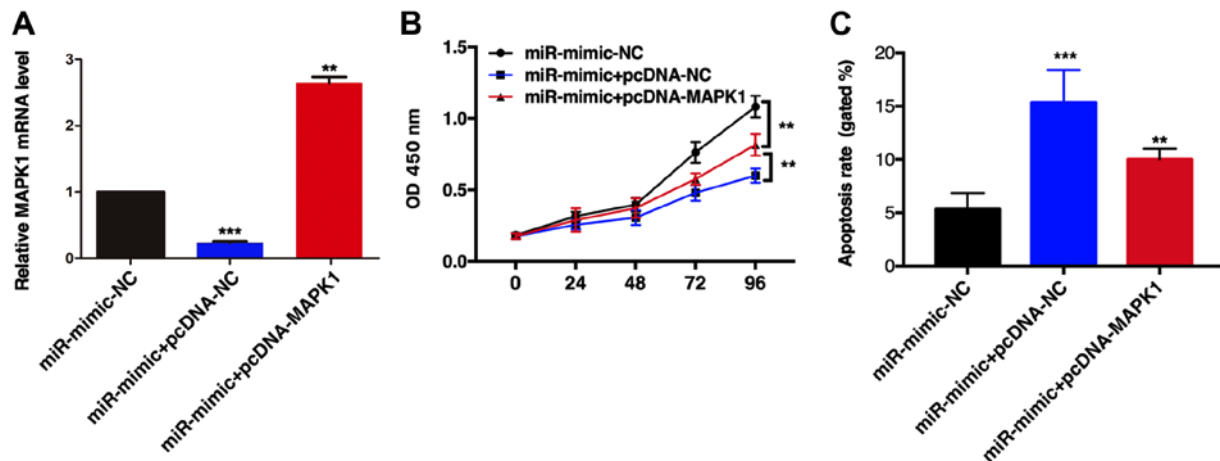 A
Relative MAPK1 mRNA level
3
2
1
0
***
**
miR-mimic-NC
miR-mimic+pcDNA-NC
miR-mimic+pcDNA-MAPK1
B
OD 450 nm
1.5
1.0
0.5
0.0
miR-mimic-NC
miR-mimic+pcDNA-NC
miR-mimic+pcDNA-MAPK1
**
**
0 24 48 72 96
C
Apoptosis rate (gated %)
20
15
10
5
0
***
**
miR-mimic-NC
miR-mimic+pcDNA-NC
miR-mimic+pcDNA-MAPK1